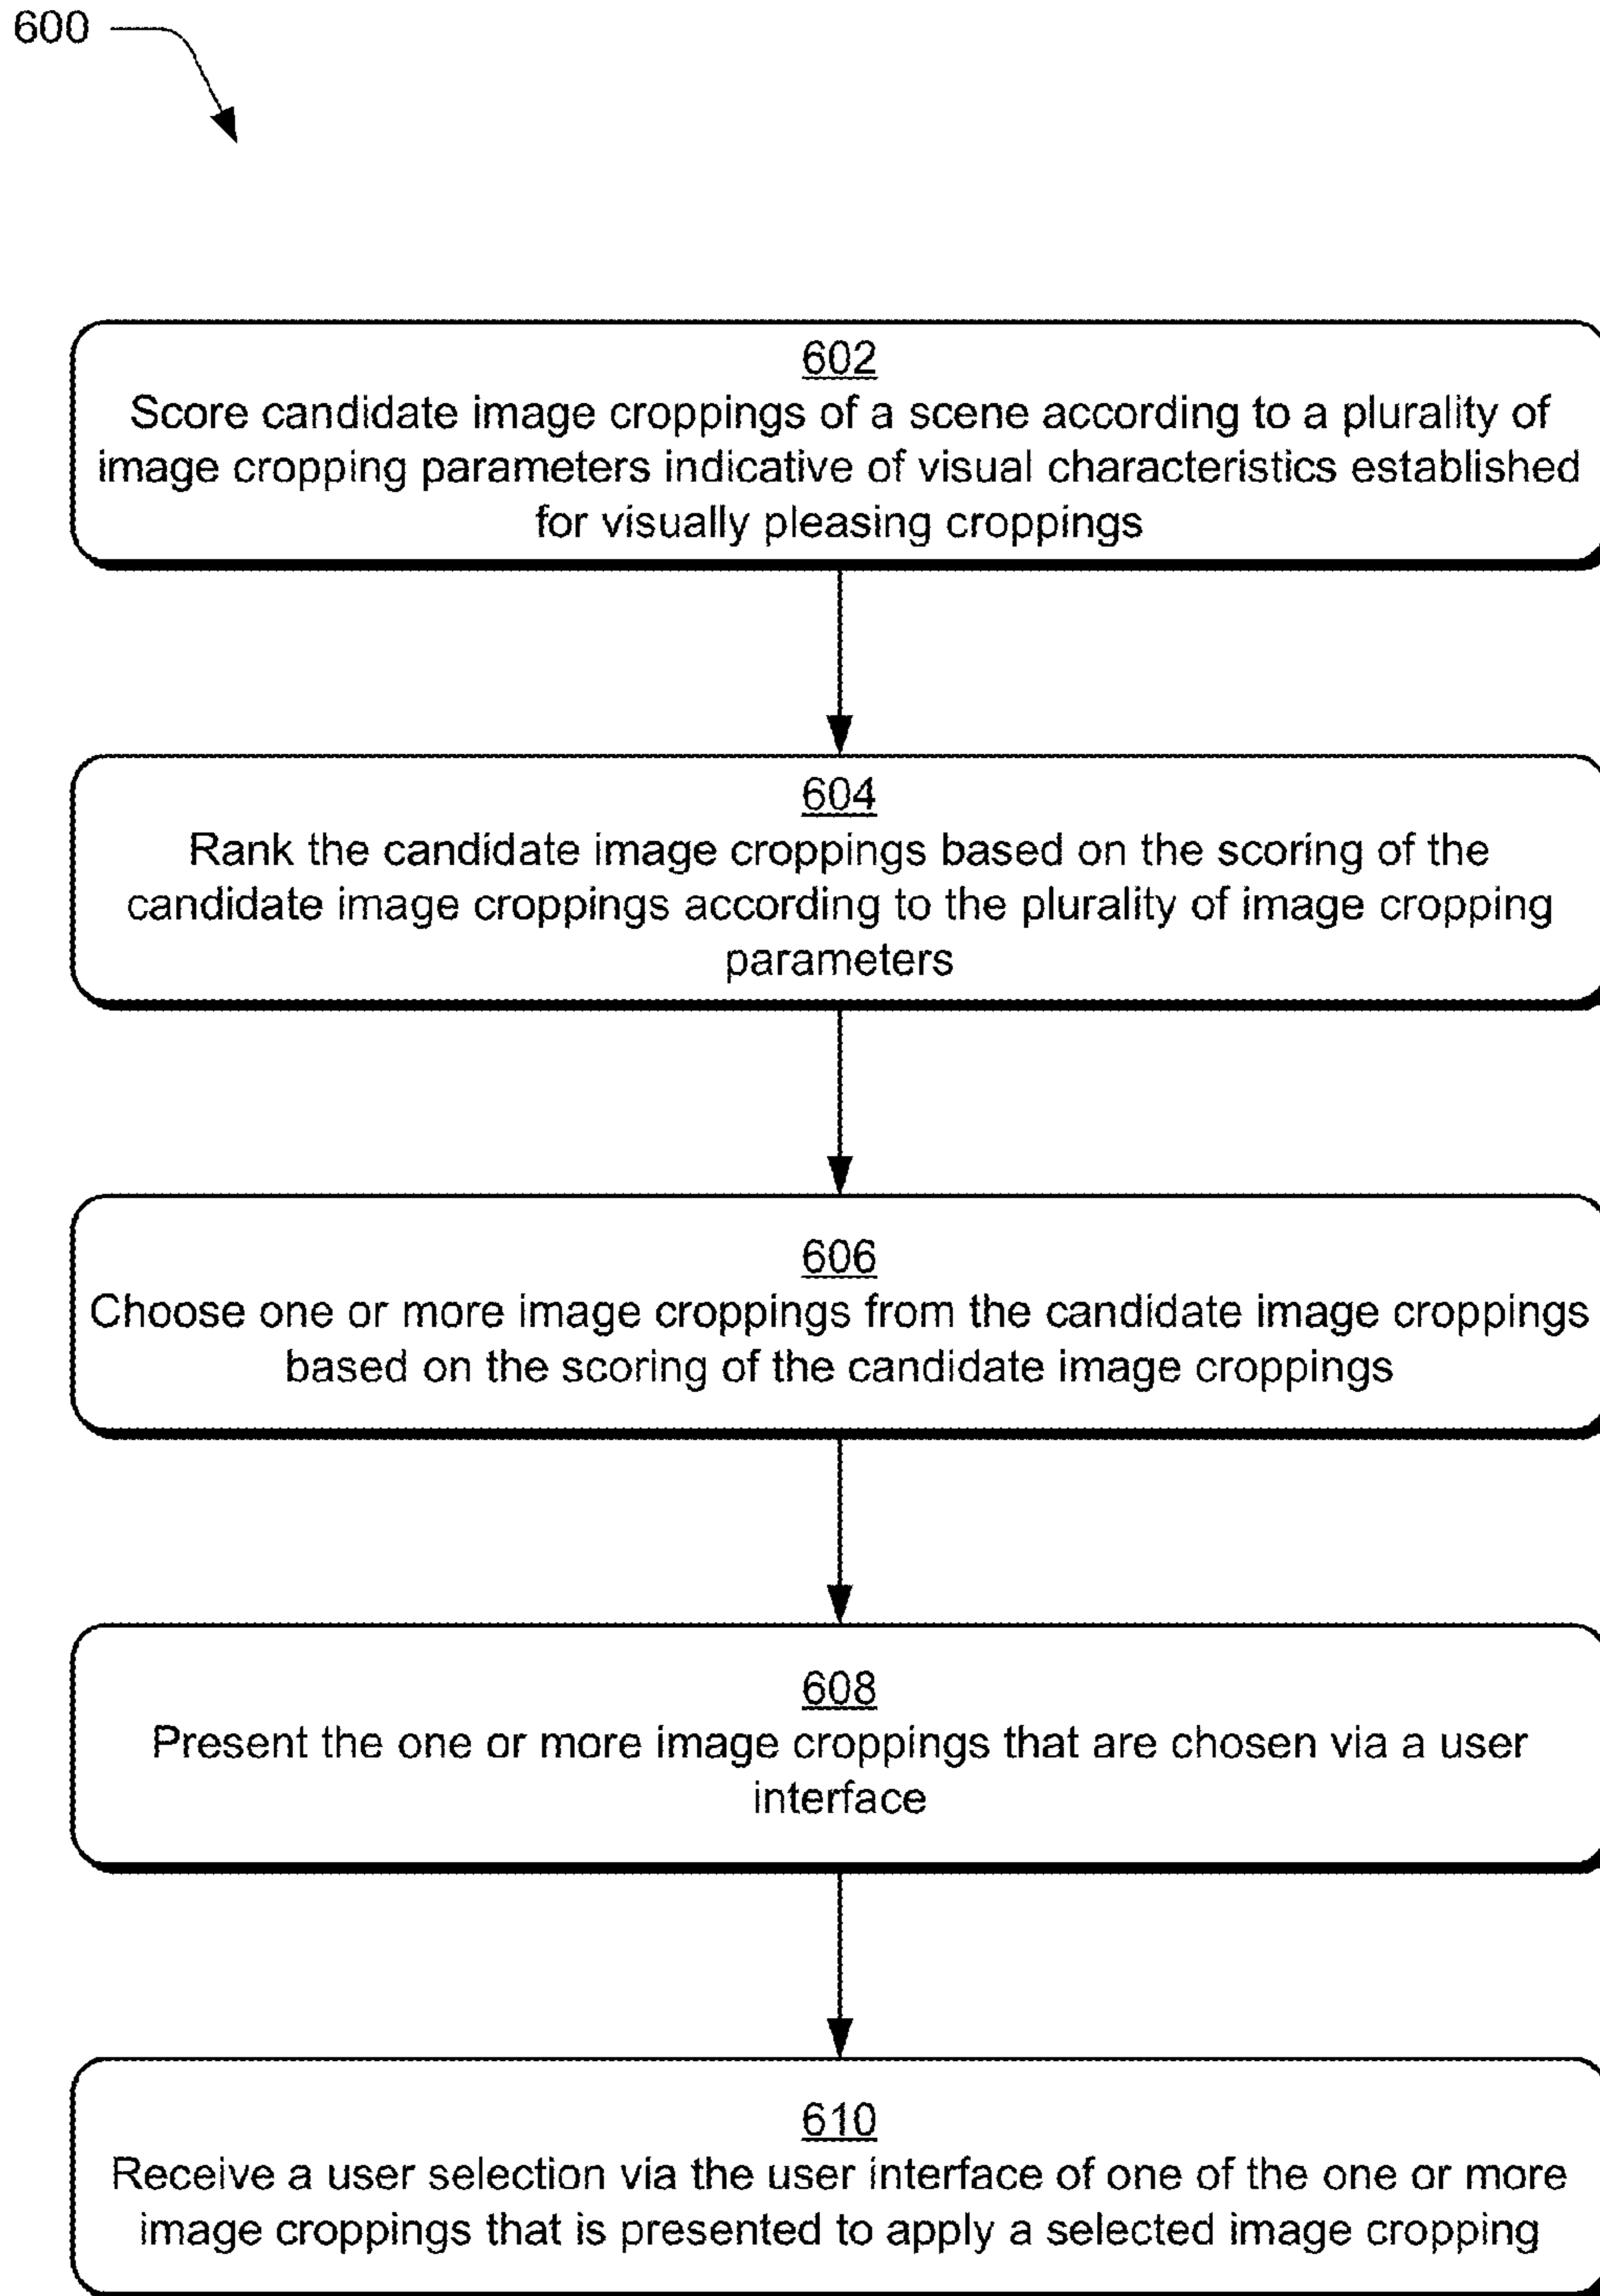 600
602
Score candidate image croppings of a scene according to a plurality of
image cropping parameters indicative of visual characteristics established
for visually pleasing croppings
604
Rank the candidate image croppings based on the scoring of the
candidate image croppings according to the plurality of image cropping
parameters
606
Choose one or more image croppings from the candidate image croppings
based on the scoring of the candidate image croppings
608
Present the one or more image croppings that are chosen via a user
interface
610
Receive a user selection via the user interface of one of the one or more
image croppings that is presented to apply a selected image cropping